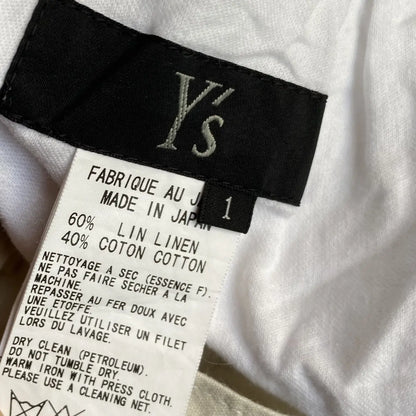 Y's
1
FABRIQUE AU J
MADE IN JAPAN
60% LIN LINEN
40% COTON COTTON
NETTOYAGE A SEC (ESSENCE F).
NE PAS FAIRE SECHER À LA
MACHINE.
REPASSER AU FER DOUX AVEC
UNE ETOFFE.
VEUILLEZ UTILISER UN FILET
LORS DU LAVAGE.
DRY CLEAN (PETROLEUM).
DO NOT TUMBLE DRY.
WARM IRON WITH PRESS CLOTH.
PLEASE USE A CLEANING NET.